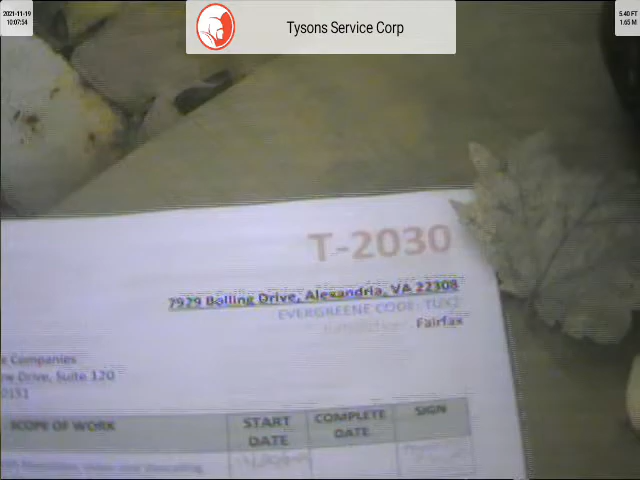 2021-11-19
10:07:54
Tysons Service Corp
5.40 FT
1.65 M
T-2030
7929 Bolling Drive, Alexandria, VA 22308
EVERGREENE CODE:
Fairfax
Companies
Drive, Suite 120
SCOPE OF WORK
START DATE
COMPLETE DATE
SIGN